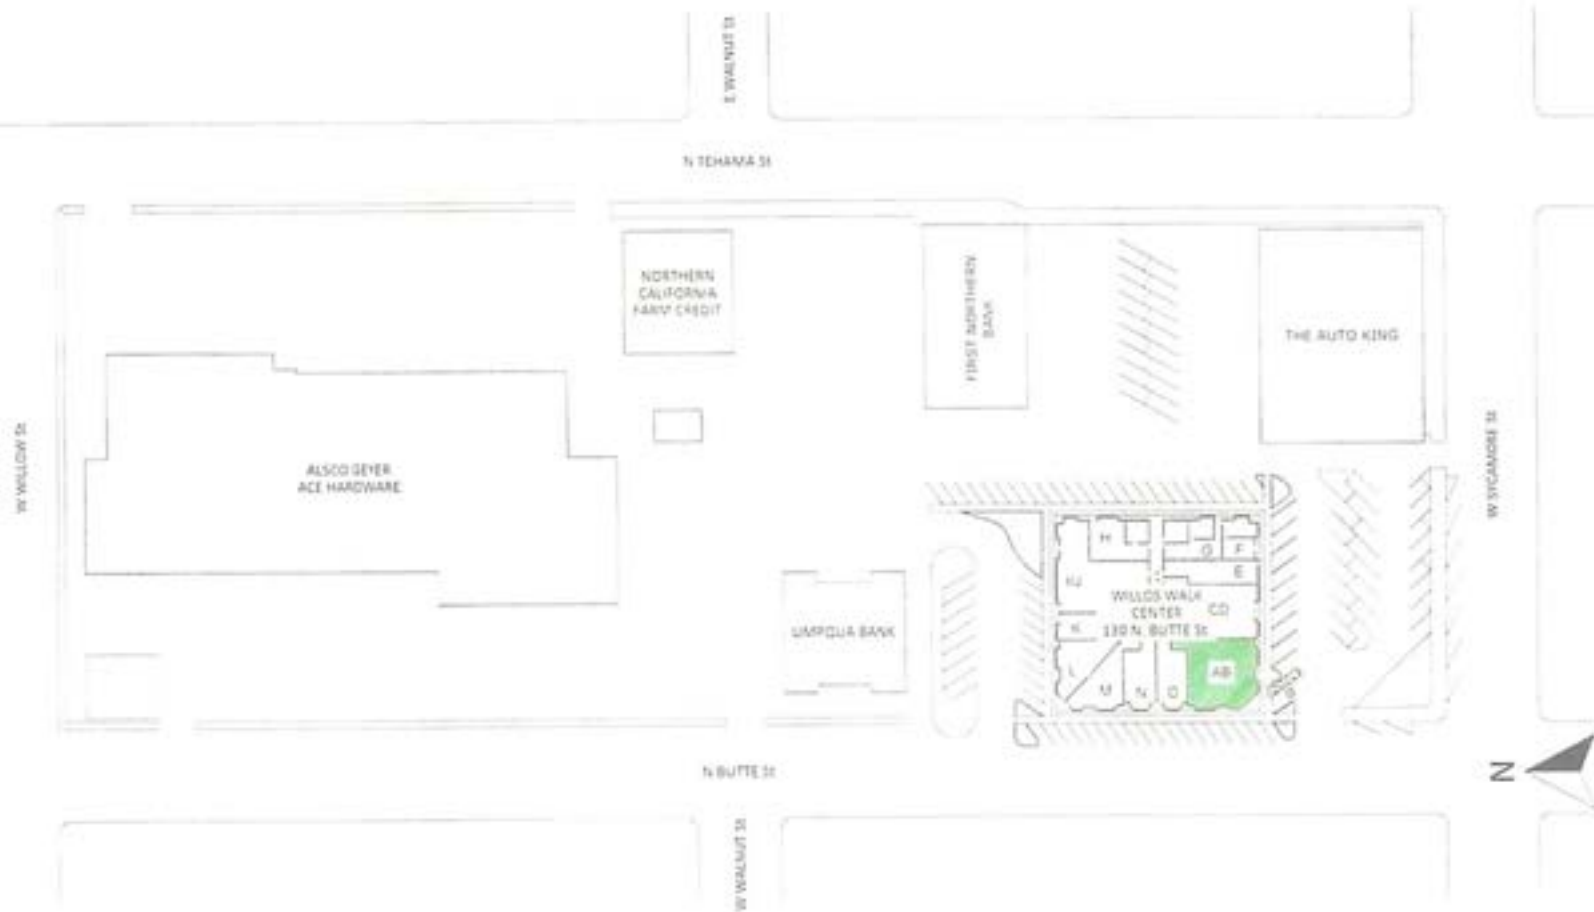 E WALNUT St
N TEHAMA St
NORTHERN
CALIFORNIA
FARM CREDIT
FIRST NORTHERN
BANK
THE AUTO KING
W WILLOW St
ALSCO GEYER
ACE HARDWARE
W SYCAMORE St
H
G
F
E
WILLOS WALK
CENTER
CD
130 N. BUTTE St
K
UMPQUA BANK
L
M
N
O
AB
N BUTTE St
N
W WALNUT St